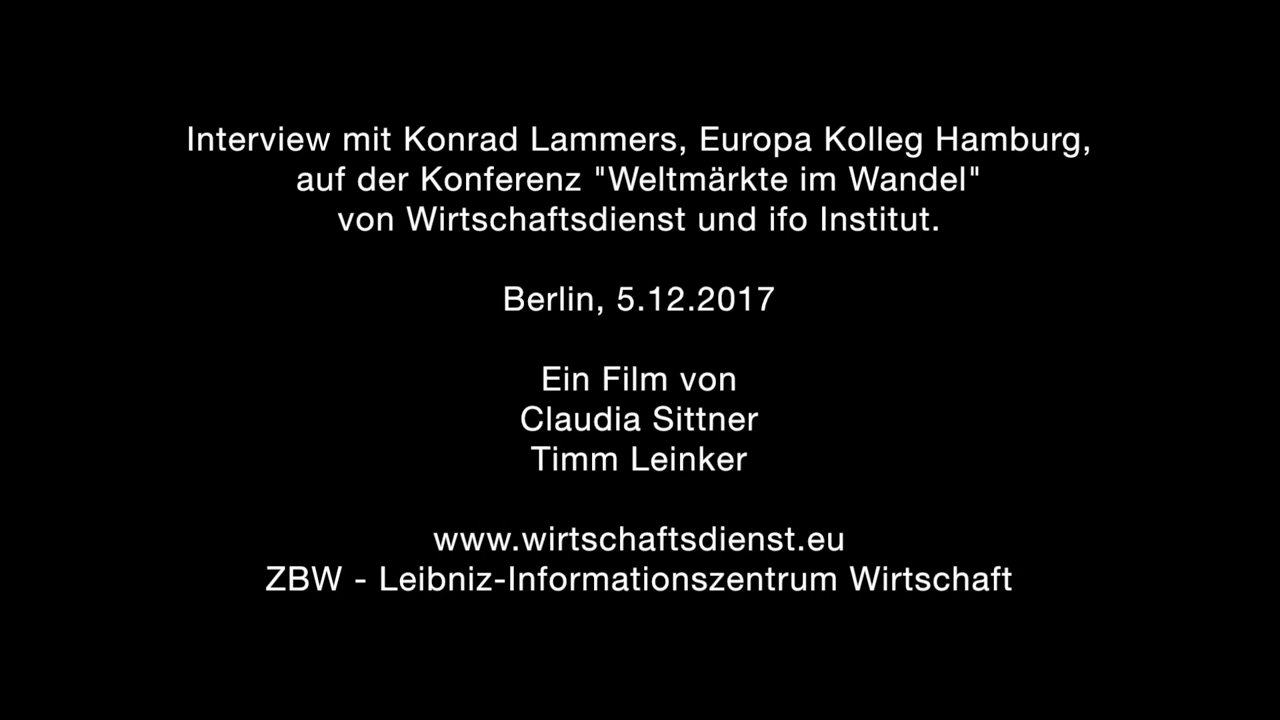 Interview mit Konrad Lammers, Europa Kolleg Hamburg,
auf der Konferenz "Weltmärkte im Wandel"
von Wirtschaftsdienst und ifo Institut.
Berlin, 5.12.2017
Ein Film von
Claudia Sittner
Timm Leinker
www.wirtschaftsdienst.eu
ZBW - Leibniz-Informationszentrum Wirtschaft